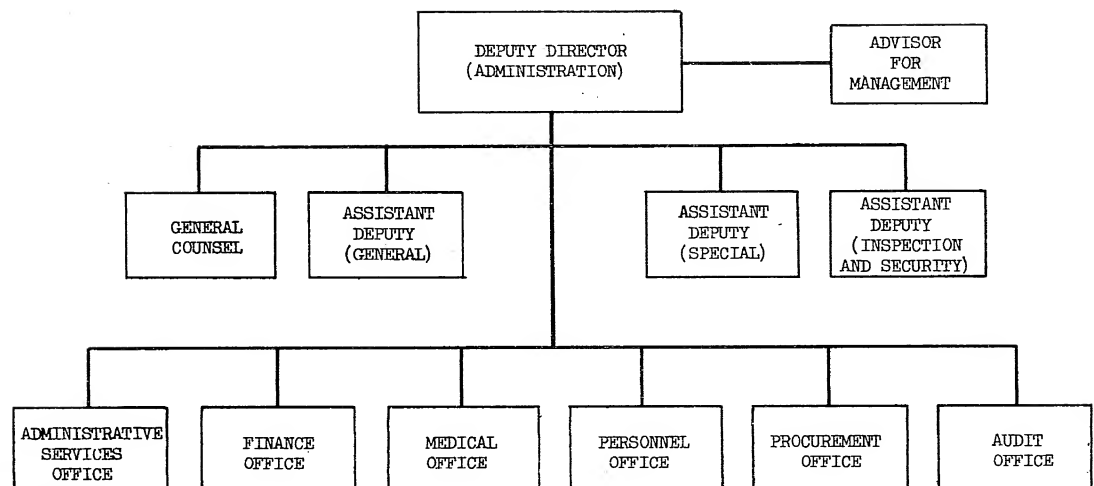 DEPUTY DIRECTOR
(ADMINISTRATION)
ADVISOR
FOR
MANAGEMENT
GENERAL
COUNSEL
ASSISTANT
DEPUTY
(GENERAL)
ASSISTANT
DEPUTY
(SPECIAL)
ASSISTANT
DEPUTY
(INSPECTION
AND SECURITY)
ADMINISTRATIVE
SERVICES
OFFICE
FINANCE
OFFICE
MEDICAL
OFFICE
PERSONNEL
OFFICE
PROCUREMENT
OFFICE
AUDIT
OFFICE